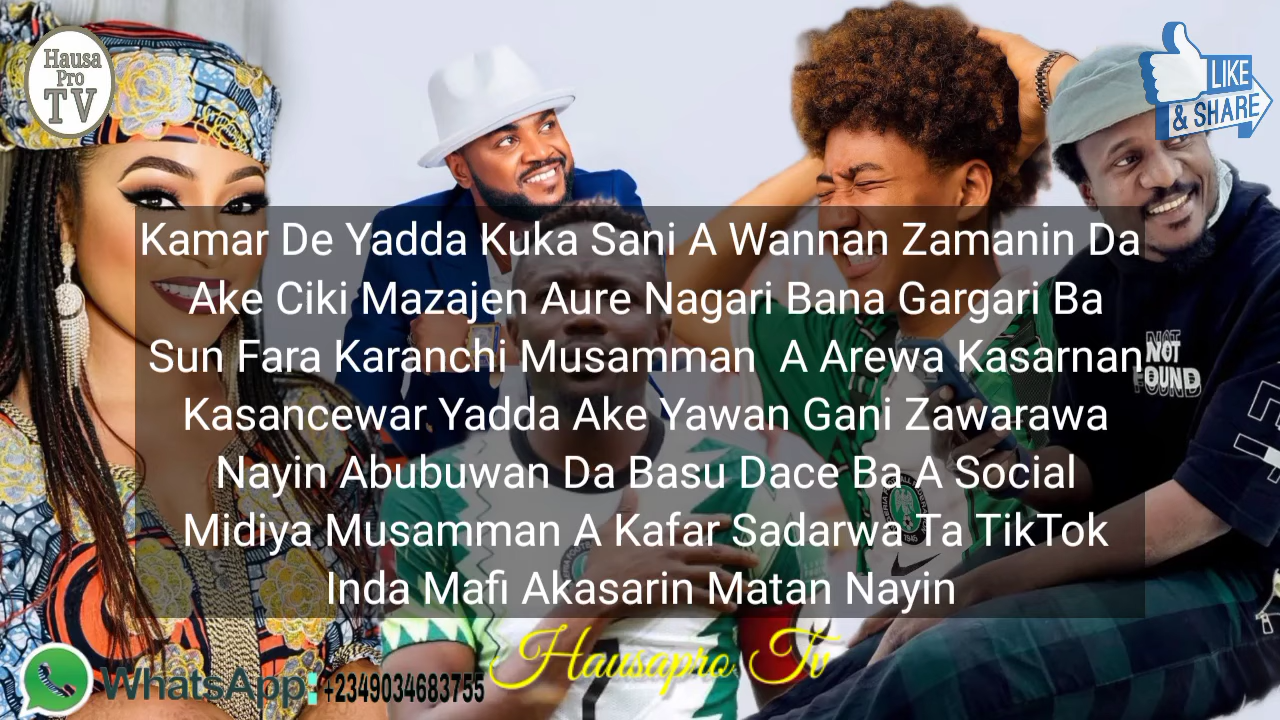 Hausa
Pro
TV
LIKE
& SHARE
Kamar De Yadda Kuka Sani A Wannan Zamanin Da
Ake Ciki Mazajen Aure Nagari Bana Gargari Ba
Sun Fara Karanchi Musamman  A Arewa Kasarnan
Kasancewar Yadda Ake Yawan Gani Zawarawa
Nayin Abubuwan Da Basu Dace Ba A Social
Midiya Musamman A Kafar Sadarwa Ta TikTok
Inda Mafi Akasarin Matan Nayin
NOT
FOUND
1945
Hausapro Tv
WhatsApp: +2349034683755